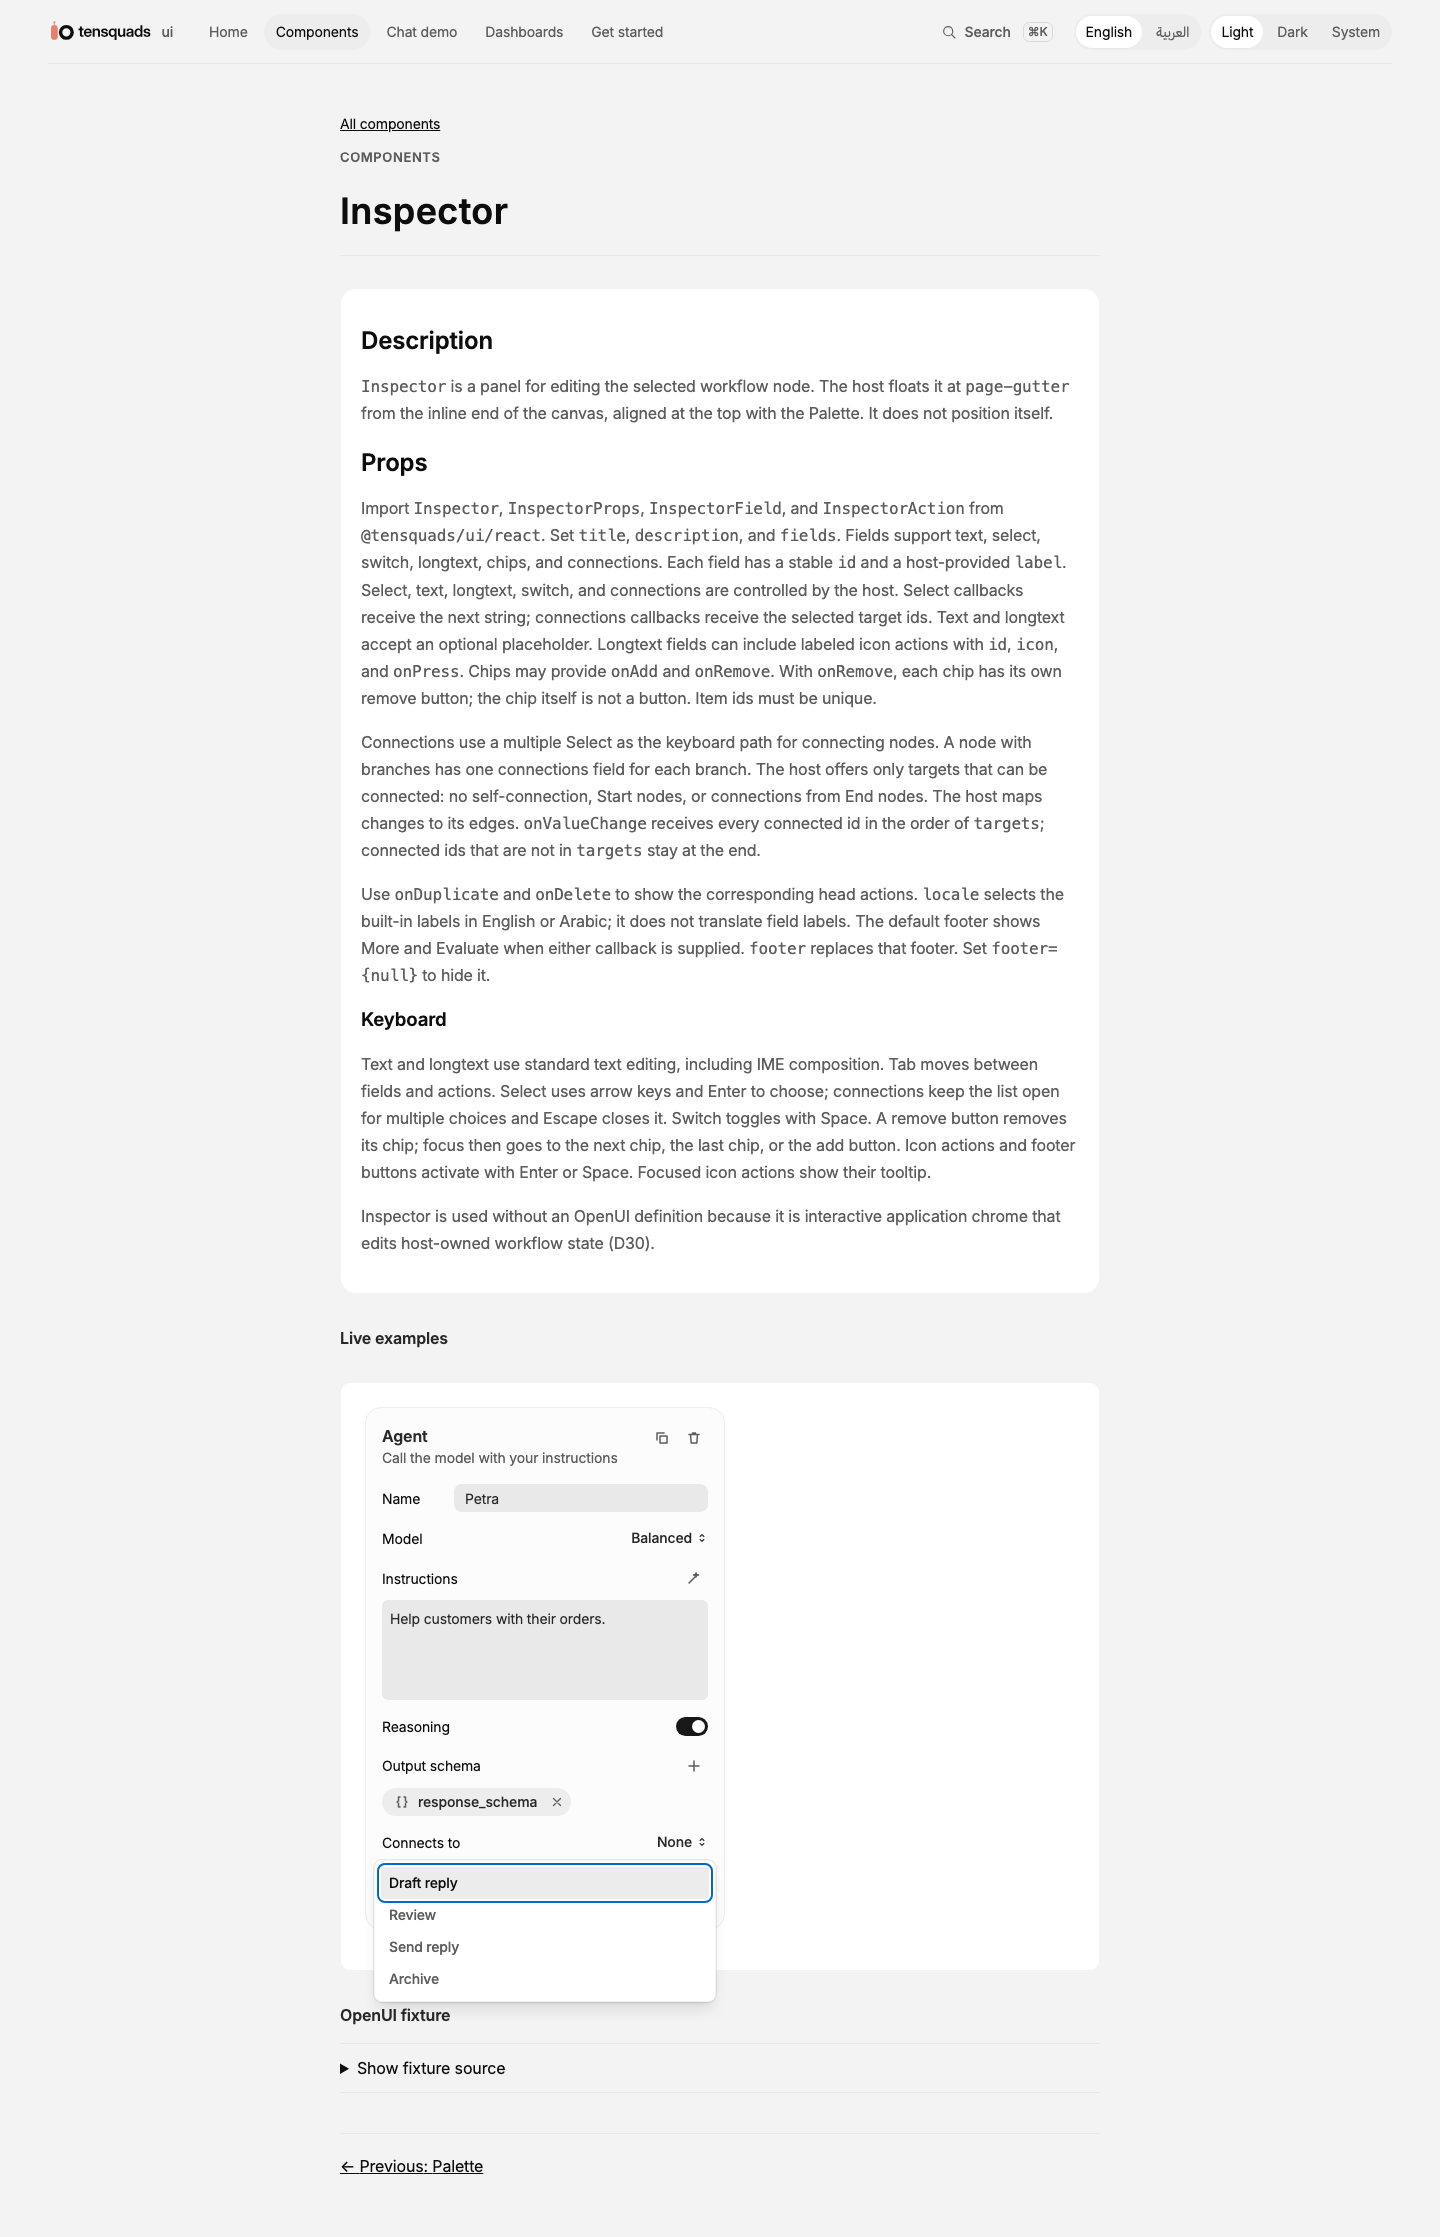 tensquads ui
Home
Components
Chat demo
Dashboards
Get started
Search
⌘K
English
العربية
Light
Dark
System
All components
COMPONENTS
Inspector
Description
Inspector is a panel for editing the selected workflow node. The host floats it at page-gutter
from the inline end of the canvas, aligned at the top with the Palette. It does not position itself.
Props
Import Inspector, InspectorProps, InspectorField, and InspectorAction from
@tensquads/ui/react. Set title, description, and fields. Fields support text, select,
switch, longtext, chips, and connections. Each field has a stable id and a host-provided label.
Select, text, longtext, switch, and connections are controlled by the host. Select callbacks
receive the next string; connections callbacks receive the selected target ids. Text and longtext
accept an optional placeholder. Longtext fields can include labeled icon actions with id, icon,
and onPress. Chips may provide onAdd and onRemove. With onRemove, each chip has its own
remove button; the chip itself is not a button. Item ids must be unique.
Connections use a multiple Select as the keyboard path for connecting nodes. A node with
branches has one connections field for each branch. The host offers only targets that can be
connected: no self-connection, Start nodes, or connections from End nodes. The host maps
changes to its edges. onValueChange receives every connected id in the order of targets;
connected ids that are not in targets stay at the end.
Use onDuplicate and onDelete to show the corresponding head actions. locale selects the
built-in labels in English or Arabic; it does not translate field labels. The default footer shows
More and Evaluate when either callback is supplied. footer replaces that footer. Set footer=
{null} to hide it.
Keyboard
Text and longtext use standard text editing, including IME composition. Tab moves between
fields and actions. Select uses arrow keys and Enter to choose; connections keep the list open
for multiple choices and Escape closes it. Switch toggles with Space. A remove button removes
its chip; focus then goes to the next chip, the last chip, or the add button. Icon actions and footer
buttons activate with Enter or Space. Focused icon actions show their tooltip.
Inspector is used without an OpenUI definition because it is interactive application chrome that
edits host-owned workflow state (D30).
Live examples
Agent
Call the model with your instructions
Name
Petra
Model
Balanced
Instructions
Help customers with their orders.
Reasoning
Output schema
{} response_schema
Connects to
None
Draft reply
Review
Send reply
Archive
OpenUI fixture
Show fixture source
← Previous: Palette